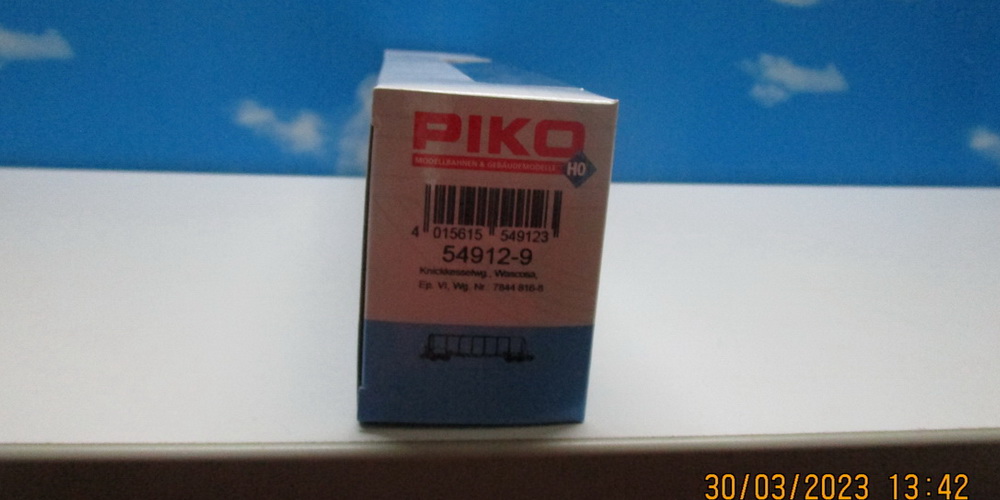 PIKO
MODELLBAHNEN & GEBÄUDEMODELLE
HO
4 015615 549123
54912-9
Knickkesselwg., Wascosa,
Ep. VI, Wg. Nr. 7844 816-8
30/03/2023 13:42